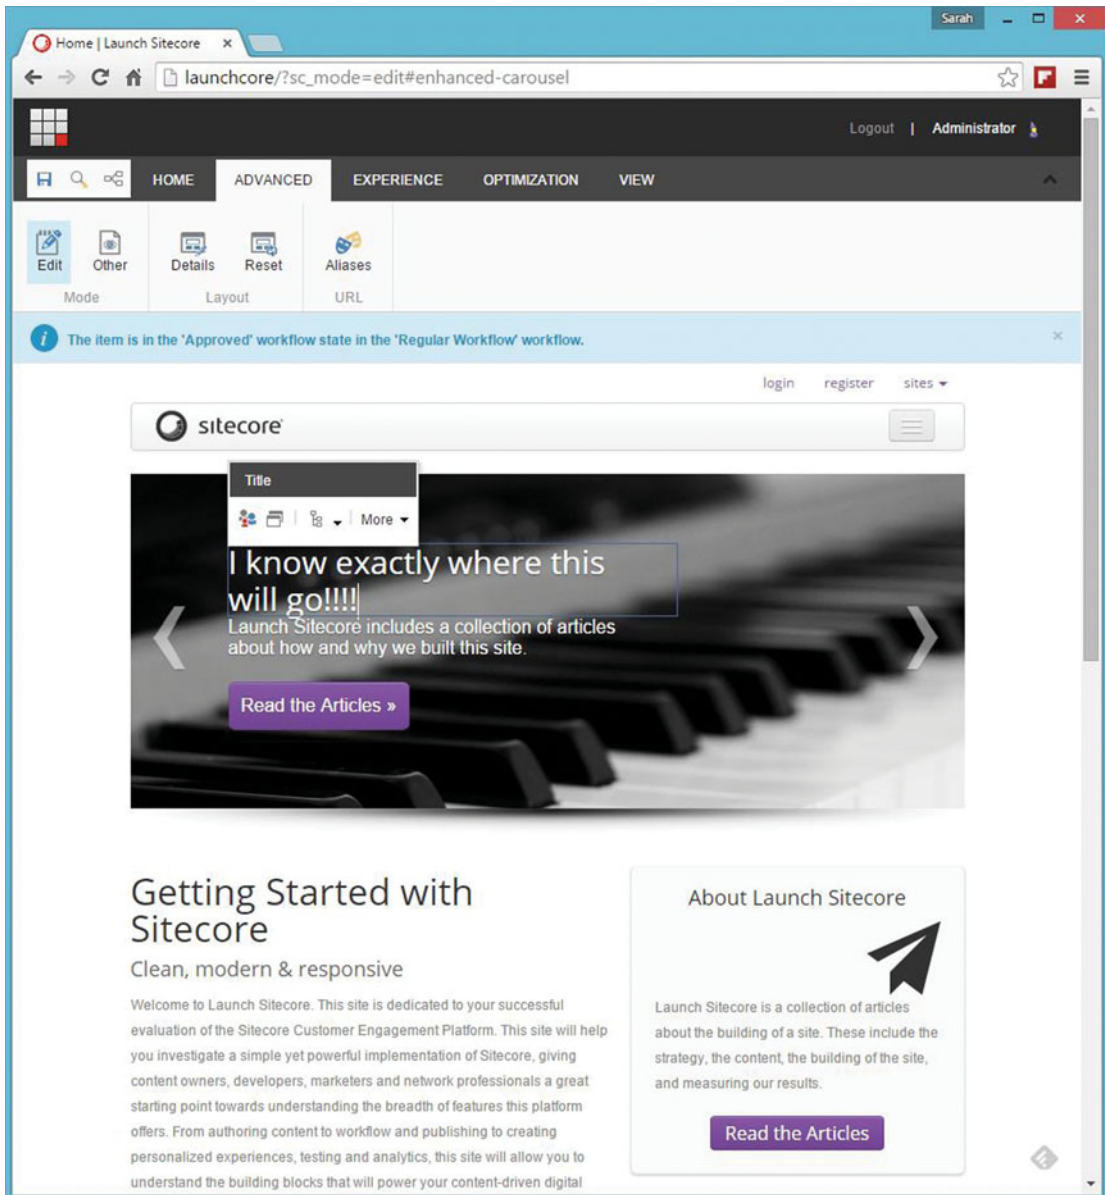 Sarah
Home | Launch Sitecore
launchcore/?sc_mode=edit#enhanced-carousel
Logout | Administrator
HOME ADVANCED EXPERIENCE OPTIMIZATION VIEW
Edit Other Details Reset Aliases
Mode Layout URL
The item is in the 'Approved' workflow state in the 'Regular Workflow' workflow.
login register sites
sitecore
Title
More
I know exactly where this
will go!!!!
Launch Sitecore includes a collection of articles
about how and why we built this site.
Read the Articles »
Getting Started with
Sitecore
Clean, modern & responsive
Welcome to Launch Sitecore. This site is dedicated to your successful
evaluation of the Sitecore Customer Engagement Platform. This site will help
you investigate a simple yet powerful implementation of Sitecore, giving
content owners, developers, marketers and network professionals a great
starting point towards understanding the breadth of features this platform
offers. From authoring content to workflow and publishing to creating
personalized experiences, testing and analytics, this site will allow you to
understand the building blocks that will power your content-driven digital
About Launch Sitecore
Launch Sitecore is a collection of articles
about the building of a site. These include the
strategy, the content, the building of the site,
and measuring our results.
Read the Articles